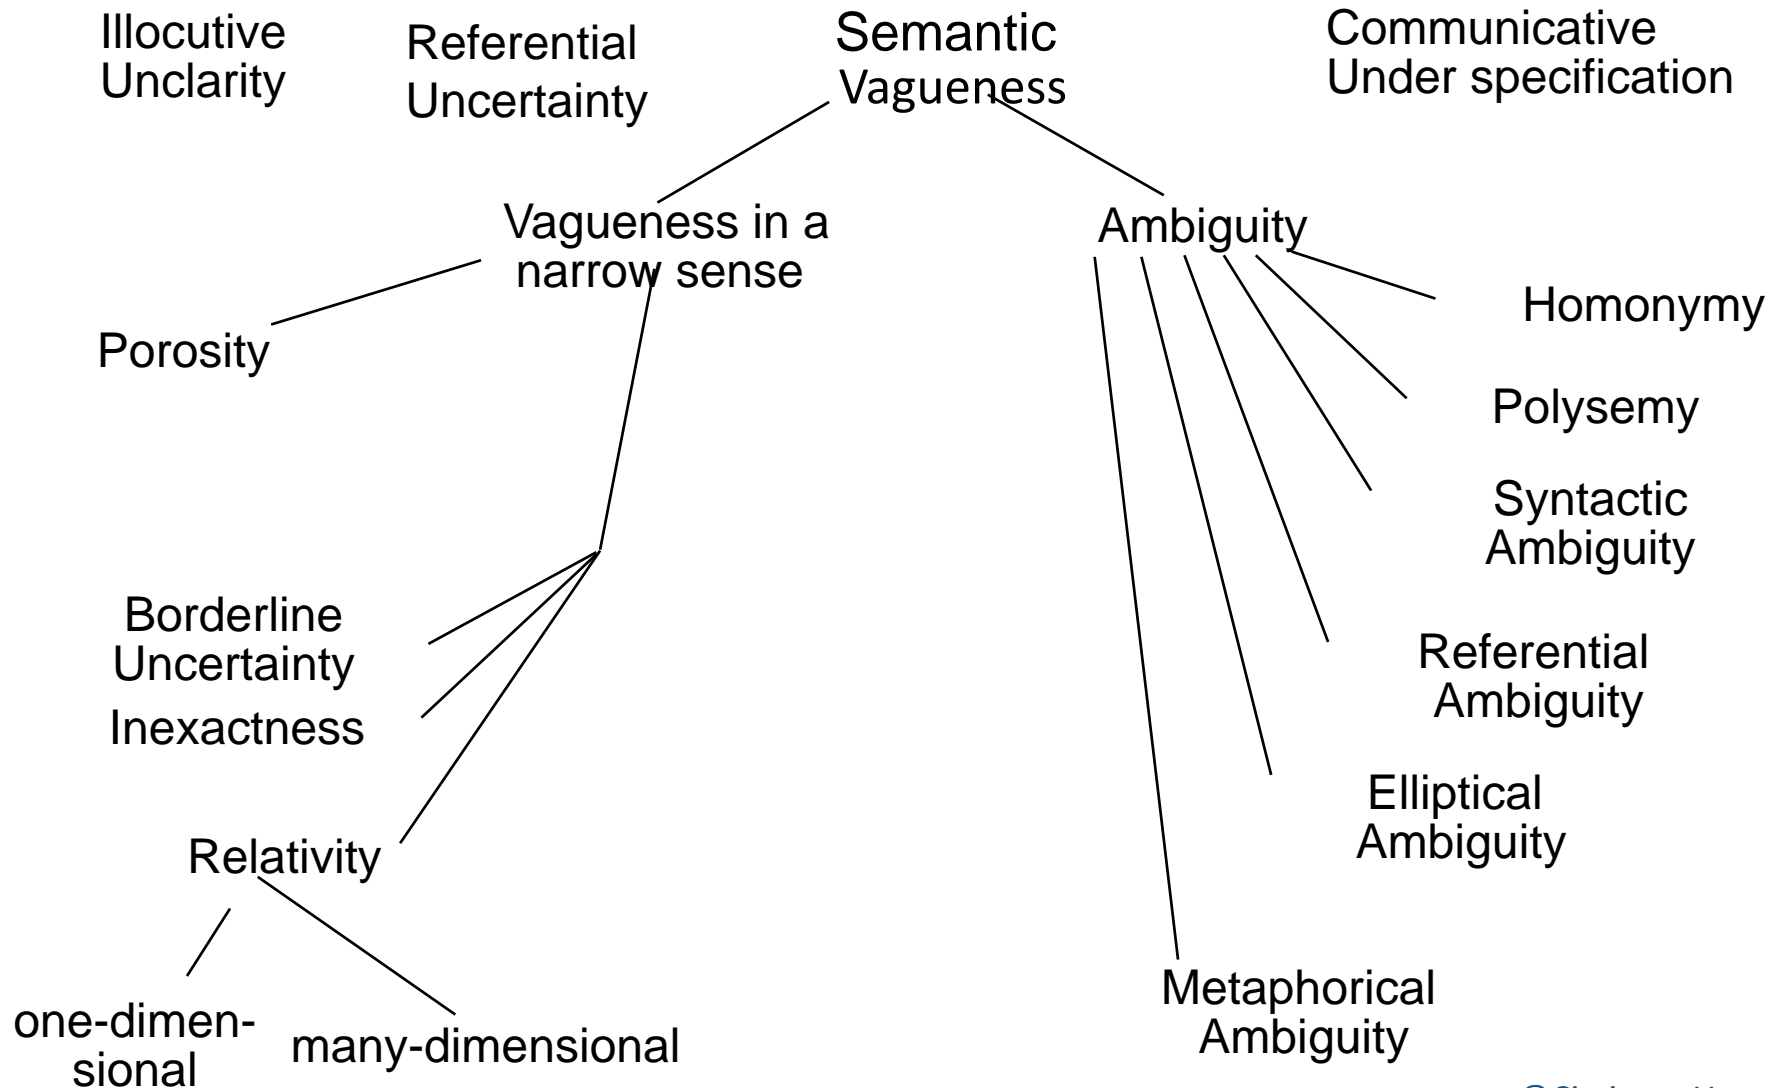 Illocutive
Unclarity
Referential
Uncertainty
Semantic
Vagueness
Communicative
Under specification
Vagueness in a
narrow sense
Ambiguity
Porosity
Homonymy
Polysemy
Syntactic
Ambiguity
Borderline
Uncertainty
Referential
Ambiguity
Inexactness
Elliptical
Ambiguity
Relativity
Metaphorical
Ambiguity
one-dimen-
sional
many-dimensional